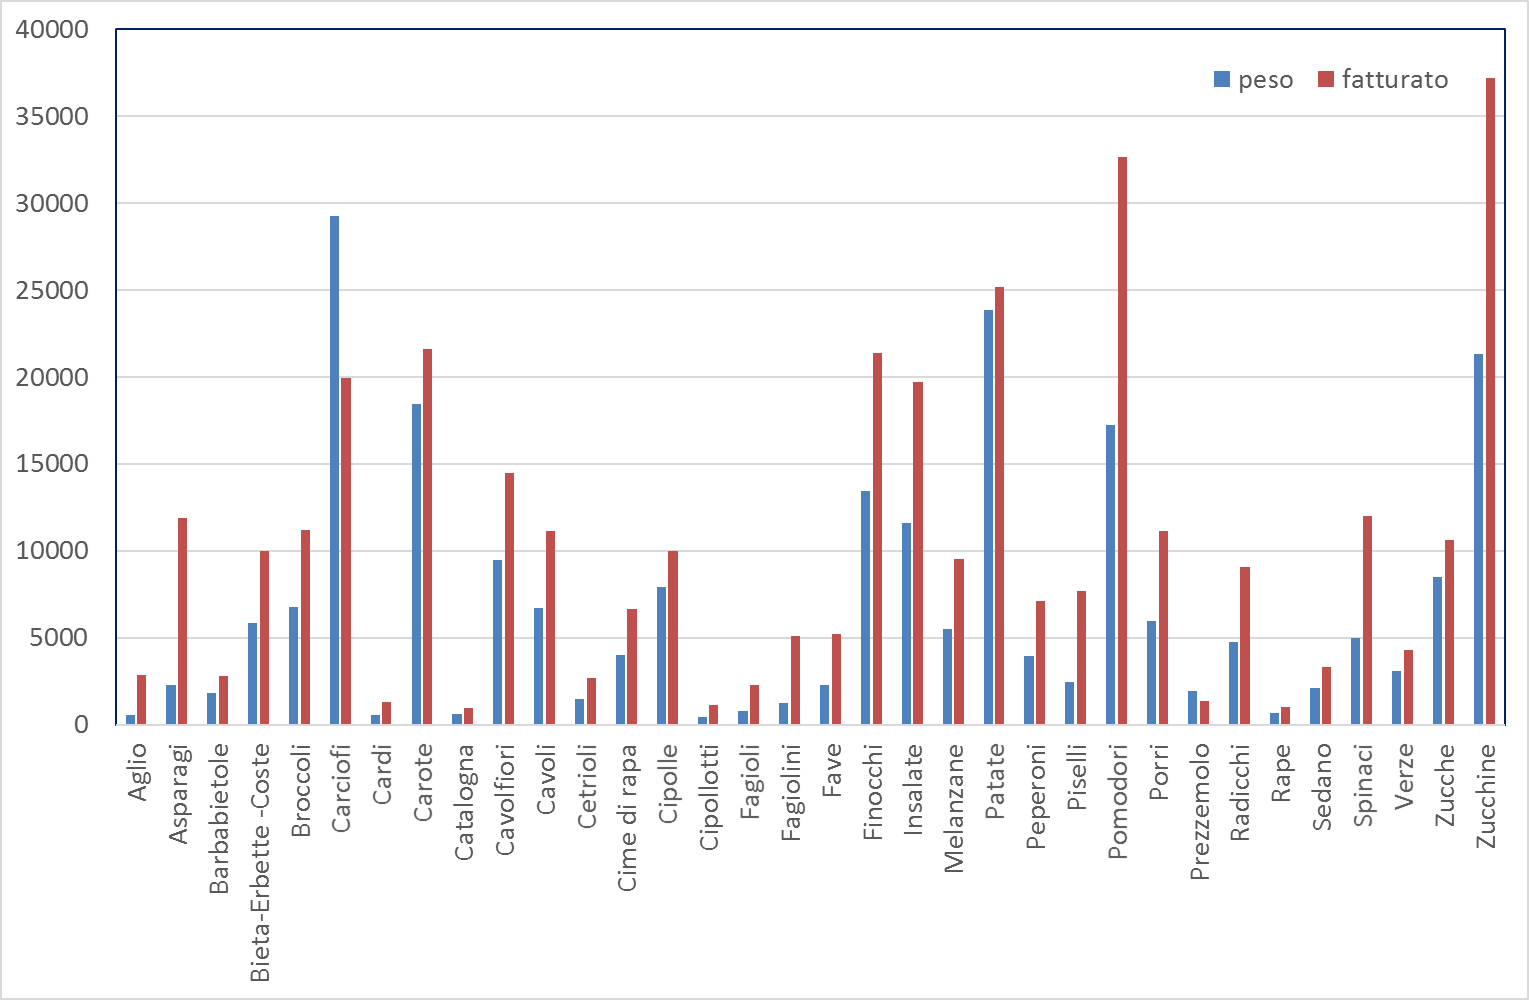 40000
35000
30000
25000
20000
15000
10000
5000
0
peso fatturato
Aglio
Asparagi
Barbabietole
Bieta-Erbette -Coste
Broccoli
Carciofi
Cardi
Carote
Catalogna
Cavolfiori
Cavoli
Cetrioli
Cime di rapa
Cipolle
Cipollotti
Fagioli
Fagiolini
Fave
Finocchi
Insalate
Melanzane
Patate
Peperoni
Piselli
Pomodori
Porri
Prezzemolo
Radicchi
Rape
Sedano
Spinaci
Verze
Zucche
Zucchine